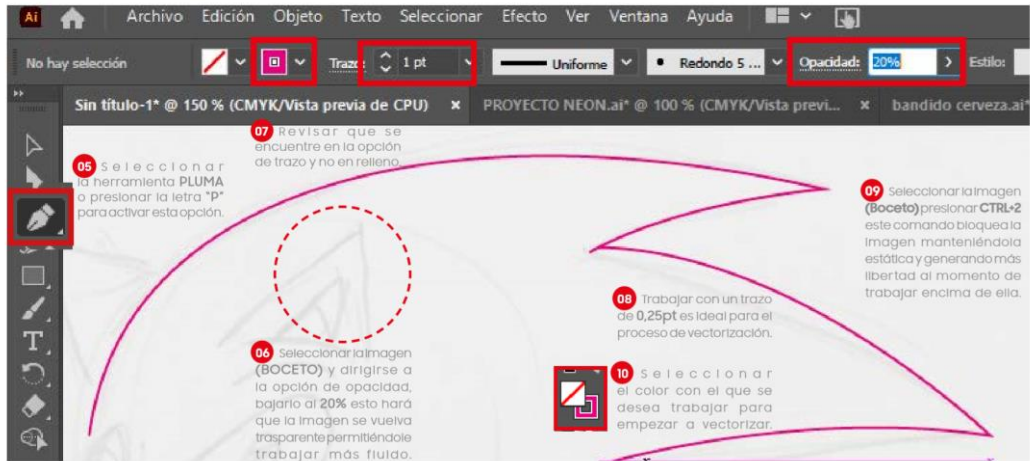 Ai Archivo Edición Objeto Texto Seleccionar Efecto Ver Ventana Ayuda
No hay selección Trazo: 1 pt Uniforme Redondo 5 ... Opacidad: 20% Estilo:
Sin título-1* @ 150 % (CMYK/Vista previa de CPU) × PROYECTO NEON.ai* @ 100 % (CMYK/Vista previ... × bandido cerveza.ai*
07 Revisar que se
encuentre en la opción
de trazo y no en relleno.
05 Seleccionar
la herramienta PLUMA
o presionar la letra "P"
para activar esta opción.
09 Seleccionar la imagen
(Boceto) presionar CTRL+2
este comando bloquea la
imagen manteniéndola
estática y generando más
libertad al momento de
trabajar encima de ella.
08 Trabajar con un trazo
de 0,25pt es ideal para el
proceso de vectorización.
06 Seleccionar la imagen
(BOCETO) y dirigirse a
la opción de opacidad,
bajarlo al 20% esto hará
que la imagen se vuelva
trasparente permitiéndole
trabajar más fluido.
10 Seleccionar
el color con el que se
desea trabajar para
empezar a vectorizar.